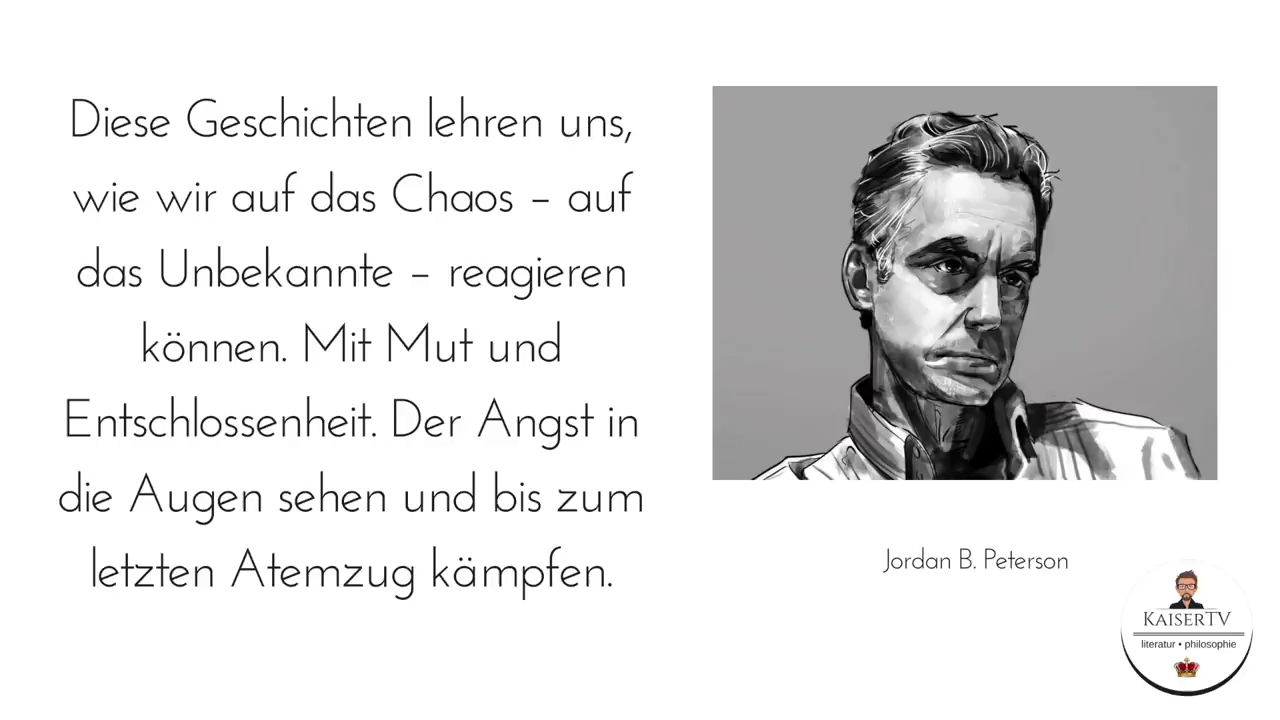 Diese Geschichten lehren uns,
wie wir auf das Chaos – auf
das Unbekannte – reagieren
können. Mit Mut und
Entschlossenheit. Der Angst in
die Augen sehen und bis zum
letzten Atemzug kämpfen.
Jordan B. Peterson
KAISERTV
literatur • philosophie